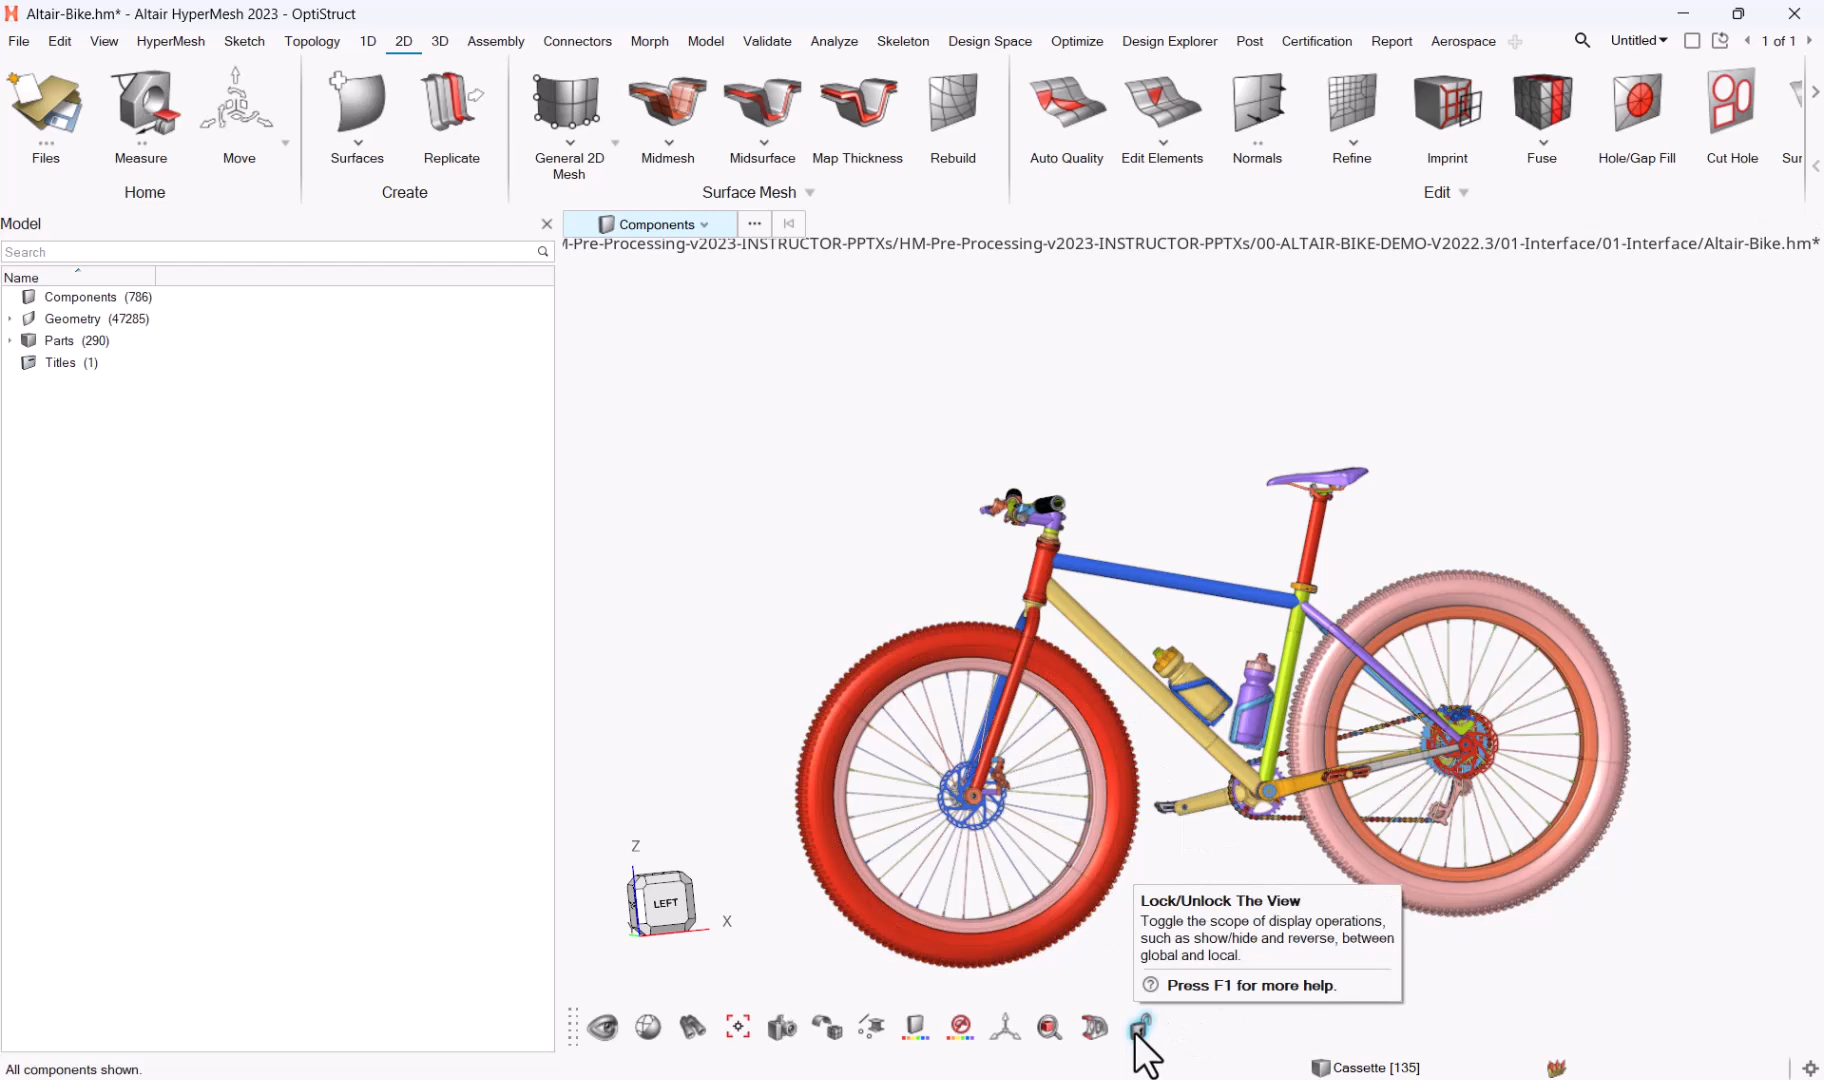 Altair-Bike.hm* - Altair HyperMesh 2023 - OptiStruct
File Edit View HyperMesh Sketch Topology 1D 2D 3D Assembly Connectors Morph Model Validate Analyze Skeleton Design Space Optimize Design Explorer Post Certification Report Aerospace Untitled 1 of 1
Files Measure Move Surfaces Replicate General 2D Mesh Midmesh Midsurface Map Thickness Rebuild Auto Quality Edit Elements Normals Refine Imprint Fuse Hole/Gap Fill Cut Hole Sur
Home Create Surface Mesh Edit
Model
Components
Search
M-Pre-Processing-v2023-INSTRUCTOR-PPTXs/HM-Pre-Processing-v2023-INSTRUCTOR-PPTXs/00-ALTAIR-BIKE-DEMO-V2022.3/01-Interface/01-Interface/Altair-Bike.hm*
Name
Components (786)
Geometry (47285)
Parts (290)
Titles (1)
Z
LEFT
X
Lock/Unlock The View
Toggle the scope of display operations,
such as show/hide and reverse, between
global and local.
Press F1 for more help.
All components shown.
Cassette [135]